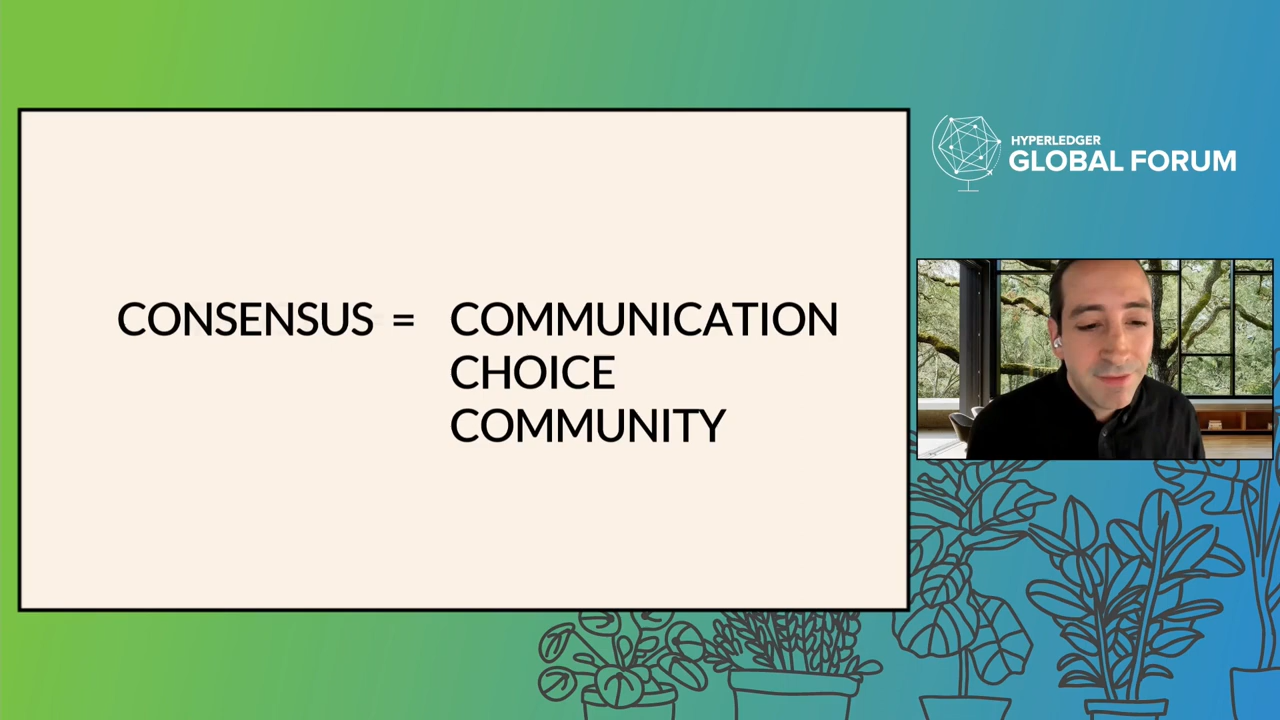 CONSENSUS = COMMUNICATION
CHOICE
COMMUNITY
HYPERLEDGER
GLOBAL FORUM